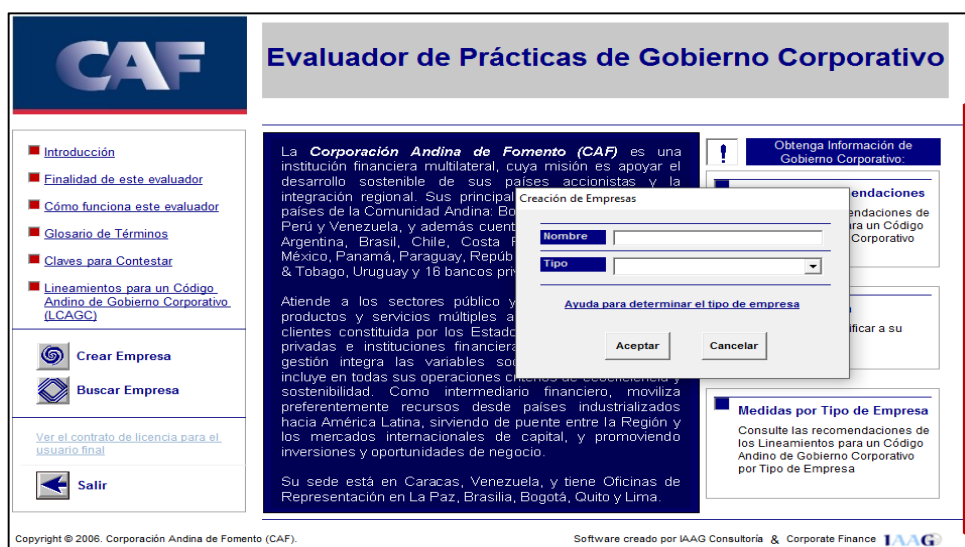 CAF
Evaluador de Prácticas de Gobierno Corporativo
Introducción
Finalidad de este evaluador
Cómo funciona este evaluador
Glosario de Términos
Claves para Contestar
Lineamientos para un Código
Andino de Gobierno Corporativo
(LCAGC)
Crear Empresa
Buscar Empresa
Ver el contrato de licencia para el
usuario final
Salir
La Corporación Andina de Fomento (CAF) es una
institución financiera multilateral, cuya misión es apoyar el
desarrollo sostenible de sus países accionistas y la
integración regional. Sus
países de la Comunidad Andina:
Perú y Venezuela, y además
Argentina, Brasil, Chile, Costa
México, Panamá, Paraguay,
& Tobago, Uruguay y 16 bancos
Atiende a los sectores público y
productos y servicios múltiples a
clientes constituida por los
privadas e instituciones
gestión integra las variables
incluye en todas sus operaciones criterios de ecoeficiencia y
sostenibilidad. Como intermediario financiero, moviliza
preferentemente recursos desde países industrializados
hacia América Latina, sirviendo de puente entre la Región y
los mercados internacionales de capital, y promoviendo
inversiones y oportunidades de negocio.
Su sede está en Caracas, Venezuela, y tiene Oficinas de
Representación en La Paz, Brasilia, Bogotá, Quito y Lima.
Creación de Empresas
Nombre
Tipo
Ayuda para determinar el tipo de empresa
Aceptar
Cancelar
!
Obtenga Información de
Gobierno Corporativo:
endaciones
endaciones de
ara un Código
Corporativo
ificar a su
Medidas por Tipo de Empresa
Consulte las recomendaciones de
los Lineamientos para un Código
Andino de Gobierno Corporativo
por Tipo de Empresa
Copyright © 2006. Corporación Andina de Fomento (CAF).
Software creado por IAAG Consultoría & Corporate Finance IAAG